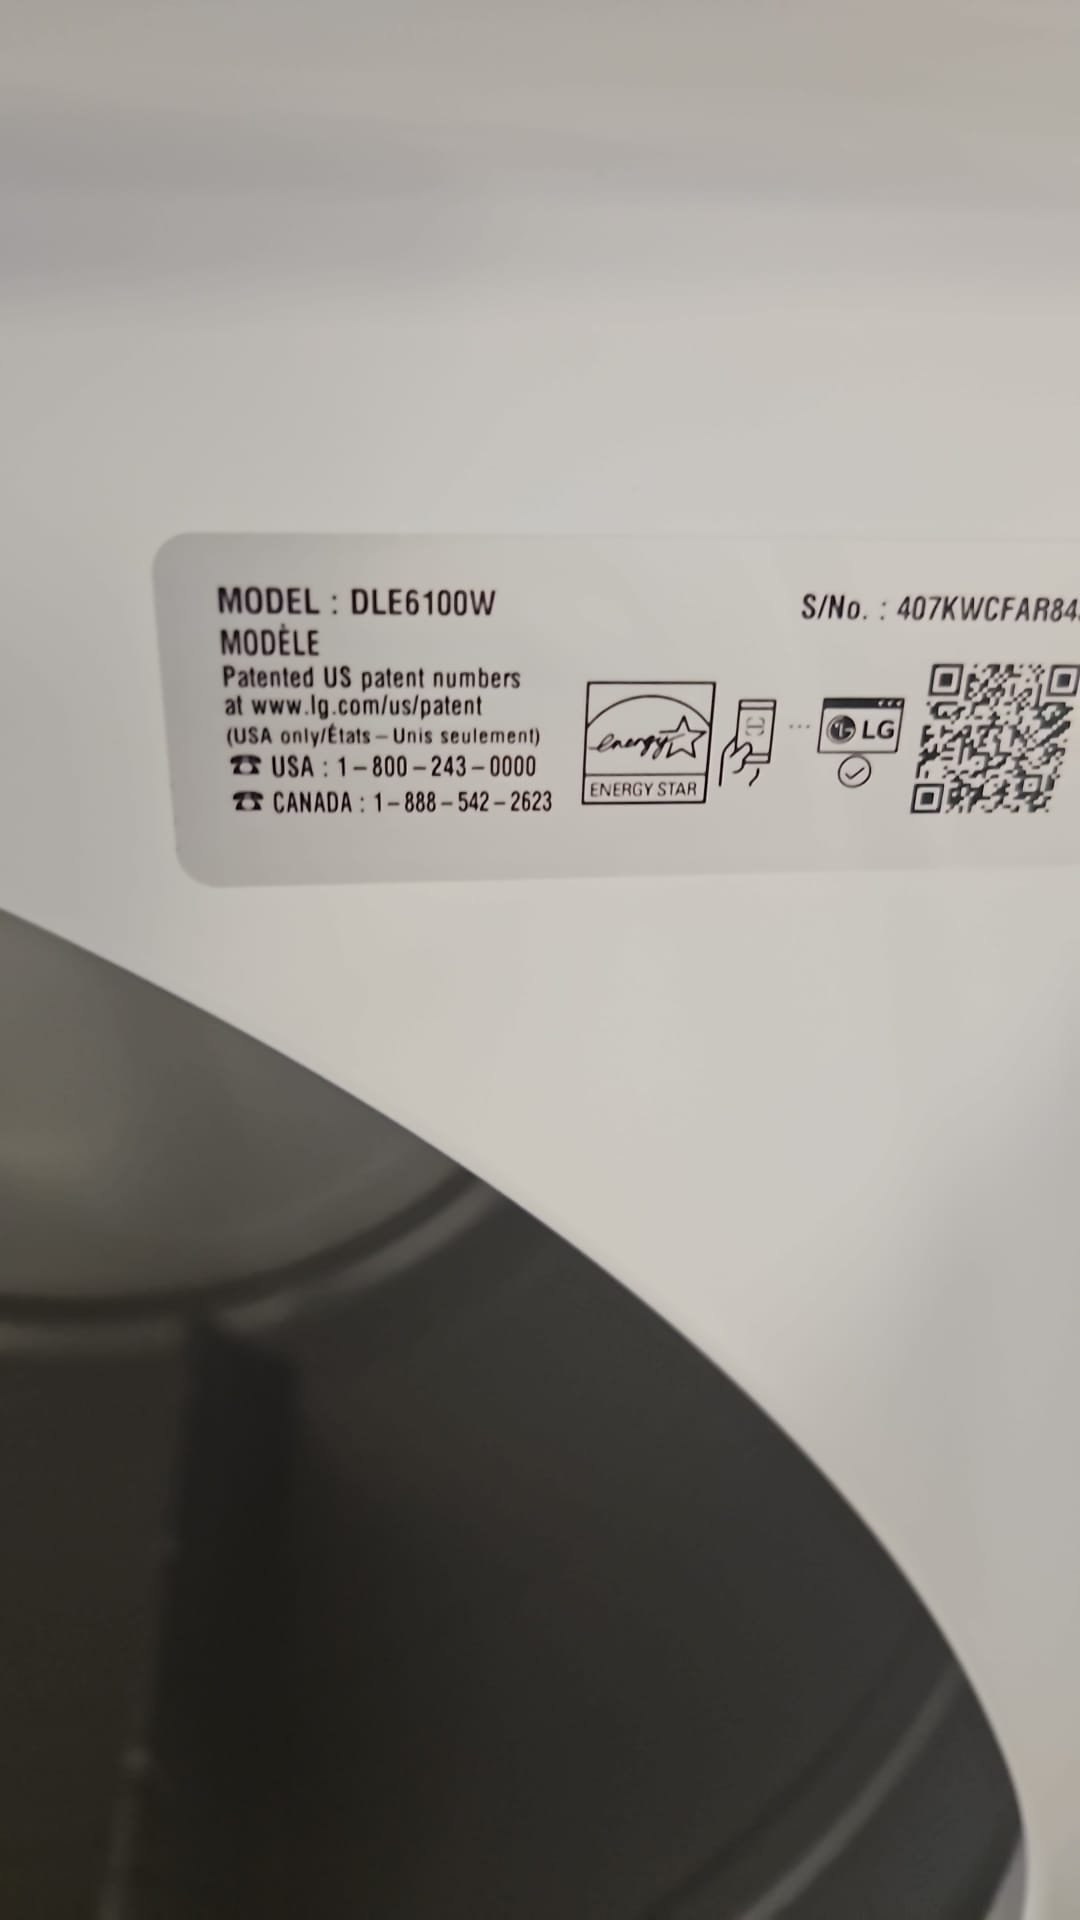 MODEL : DLE6100W
MODÈLE
Patented US patent numbers
at www.lg.com/us/patent
(USA only/États – Unis seulement)
☎ USA : 1 – 800 – 243 – 0000
☎ CANADA : 1 – 888 – 542 – 2623
energy
ENERGY STAR
LG
S/No. : 407KWCFAR84